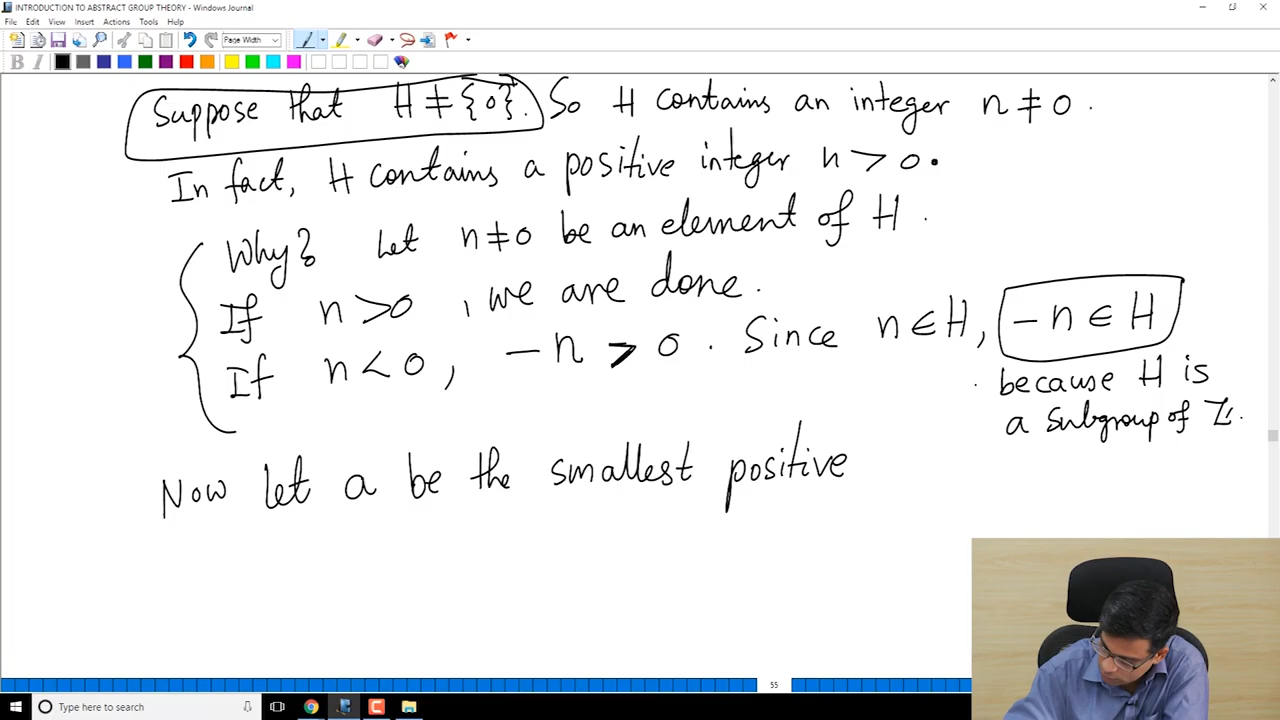 INTRODUCTION TO ABSTRACT GROUP THEORY - Windows Journal
File Edit View Insert Actions Tools Help
Page Width
B I
Suppose that H ≠ {0}. So H contains an integer n ≠ 0.
In fact, H contains a positive integer n > 0.
Why? Let n ≠ 0 be an element of H.
If n > 0, we are done.
If n < 0, -n > 0. Since n ∈ H, -n ∈ H
because H is
a subgroup of ℤ.
Now let a be the smallest positive
55
Type here to search